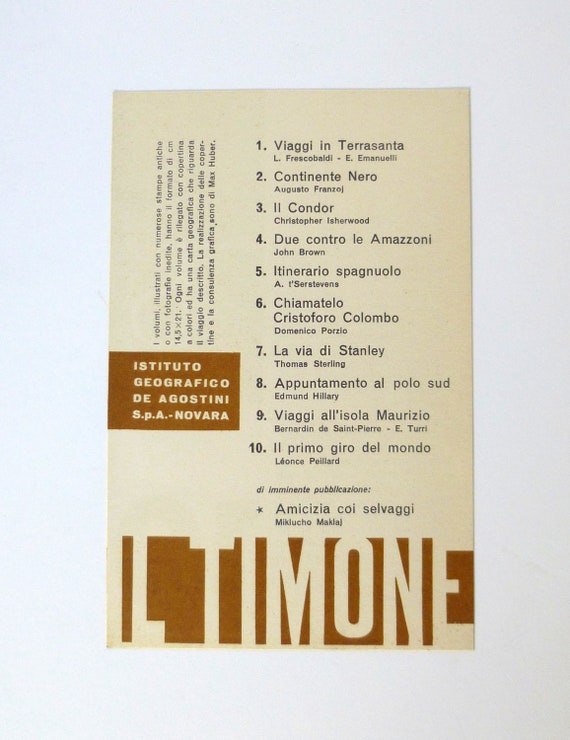 I volumi, illustrati con numerose stampe antiche
o con fotografie inedite, hanno il formato di cm
14,5×21. Ogni volume è rilegato con copertina
a colori ed ha una carta geografica che riguarda
il viaggio descritto. La realizzazione delle coper-
tine e la consulenza grafica sono di Max Huber.
ISTITUTO
GEOGRAFICO
DE AGOSTINI
S.p.A.-NOVARA
1. Viaggi in Terrasanta
L. Frescobaldi - E. Emanuelli
2. Continente Nero
Augusto Franzoj
3. Il Condor
Christopher Isherwood
4. Due contro le Amazzoni
John Brown
5. Itinerario spagnuolo
A. t'Serstevens
6. Chiamatelo
Cristoforo Colombo
Domenico Porzio
7. La via di Stanley
Thomas Sterling
8. Appuntamento al polo sud
Edmund Hillary
9. Viaggi all'isola Maurizio
Bernardin de Saint-Pierre - E. Turri
10. Il primo giro del mondo
Léonce Peillard
di imminente pubblicazione:
★ Amicizia coi selvaggi
Miklucho Maklaj
IL TIMONE